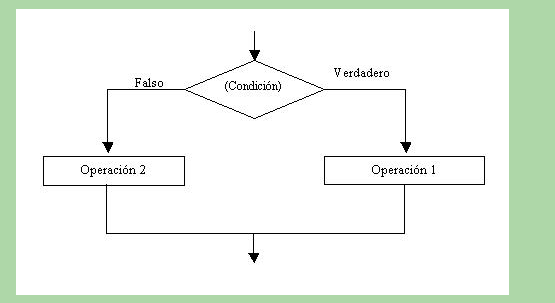 Falso
(Condición)
Verdadero
Operación 2
Operación 1